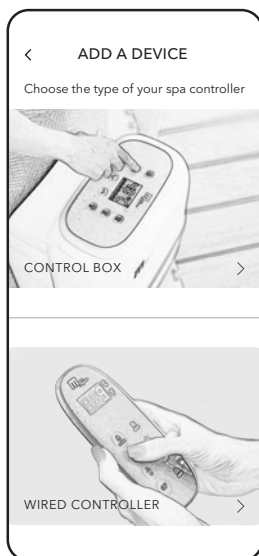 ADD A DEVICE
Choose the type of your spa controller
CONTROL BOX
WIRED CONTROLLER